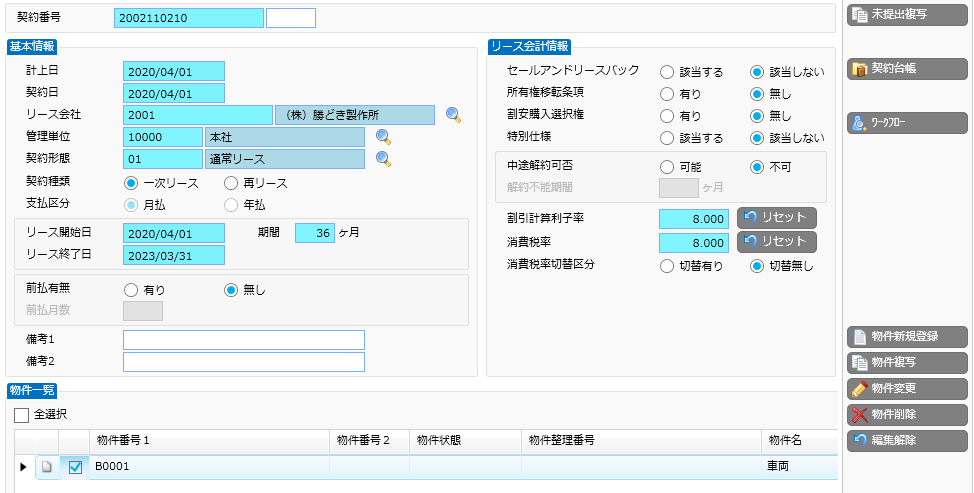 契約番号 2002110210
基本情報
計上日 2020/04/01
契約日 2020/04/01
リース会社 2001 （株）勝どき製作所
管理単位 10000 本社
契約形態 01 通常リース
契約種類 一次リース 再リース
支払区分 月払 年払
リース開始日 2020/04/01 期間 36 ヶ月
リース終了日 2023/03/31
前払有無 有り 無し
前払月数
備考1
備考2
リース会計情報
セールアンドリースバック 該当する 該当しない
所有権移転条項 有り 無し
割安購入選択権 有り 無し
特別仕様 該当する 該当しない
中途解約可否 可能 不可
解約不能期間 ヶ月
割引計算利子率 8.000 リセット
消費税率 8.000 リセット
消費税率切替区分 切替有り 切替無し
物件一覧
全選択
物件番号1 物件番号2 物件状態 物件整理番号 物件名
B0001 車両
未提出複写
契約台帳
ﾜｰｸﾌﾛｰ
物件新規登録
物件複写
物件変更
物件削除
編集解除